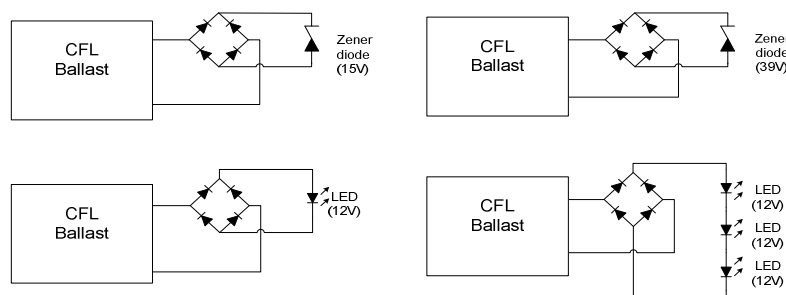 CFL
Ballast
Zener
diode
(15V)
CFL
Ballast
Zener
diode
(39V)
CFL
Ballast
LED
(12V)
CFL
Ballast
LED
(12V)
LED
(12V)
LED
(12V)